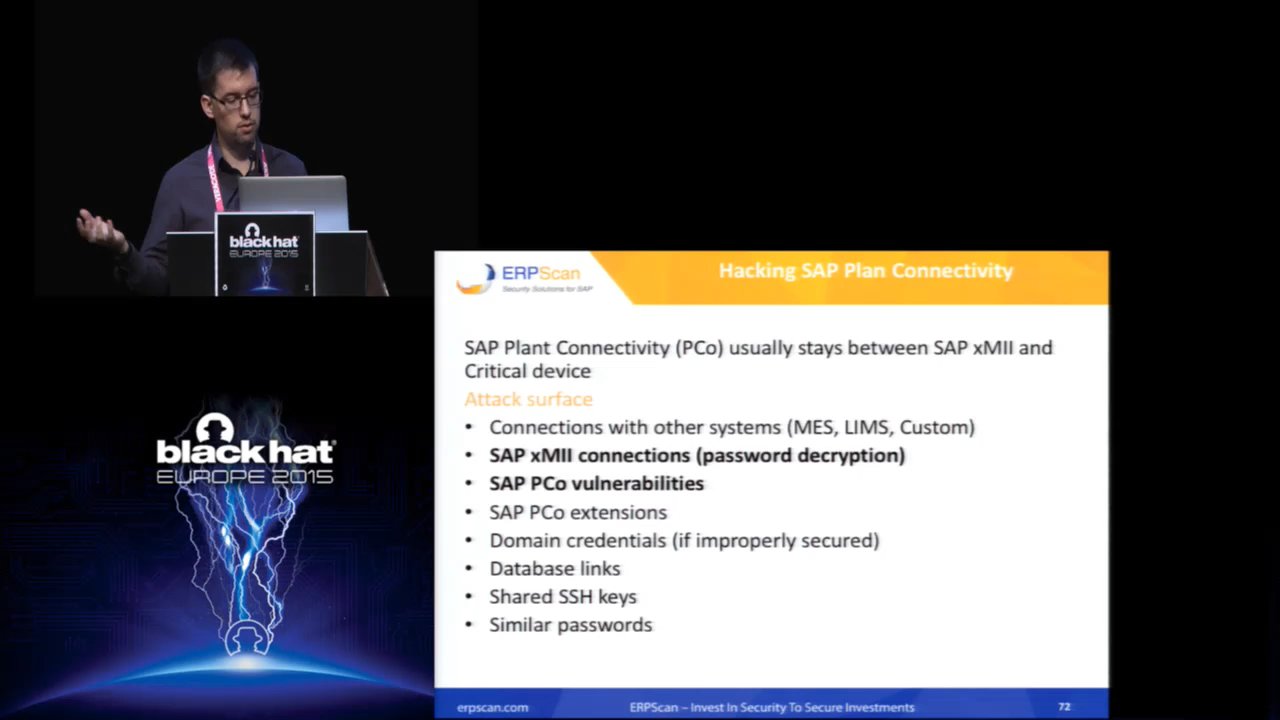 black hat
EUROPE 2015
ERPScan
Security Solutions for SAP
Hacking SAP Plan Connectivity
SAP Plant Connectivity (PCo) usually stays between SAP xMII and
Critical device
Attack surface
• Connections with other systems (MES, LIMS, Custom)
• SAP xMII connections (password decryption)
• SAP PCo vulnerabilities
• SAP PCo extensions
• Domain credentials (if improperly secured)
• Database links
• Shared SSH keys
• Similar passwords
black hat
EUROPE 2015
erpscan.com
ERPScan – Invest In Security To Secure Investments
72